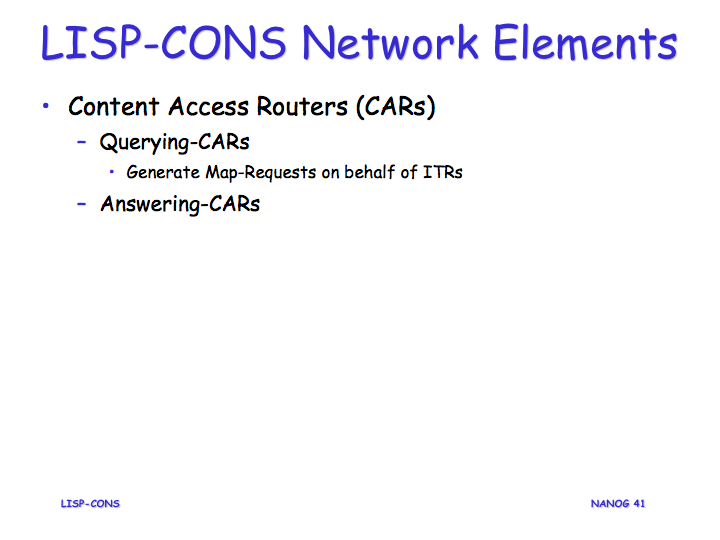 LISP-CONS Network Elements
• Content Access Routers (CARs)
– Querying-CARs
• Generate Map-Requests on behalf of ITRs
– Answering-CARs
LISP-CONS
NANOG 41